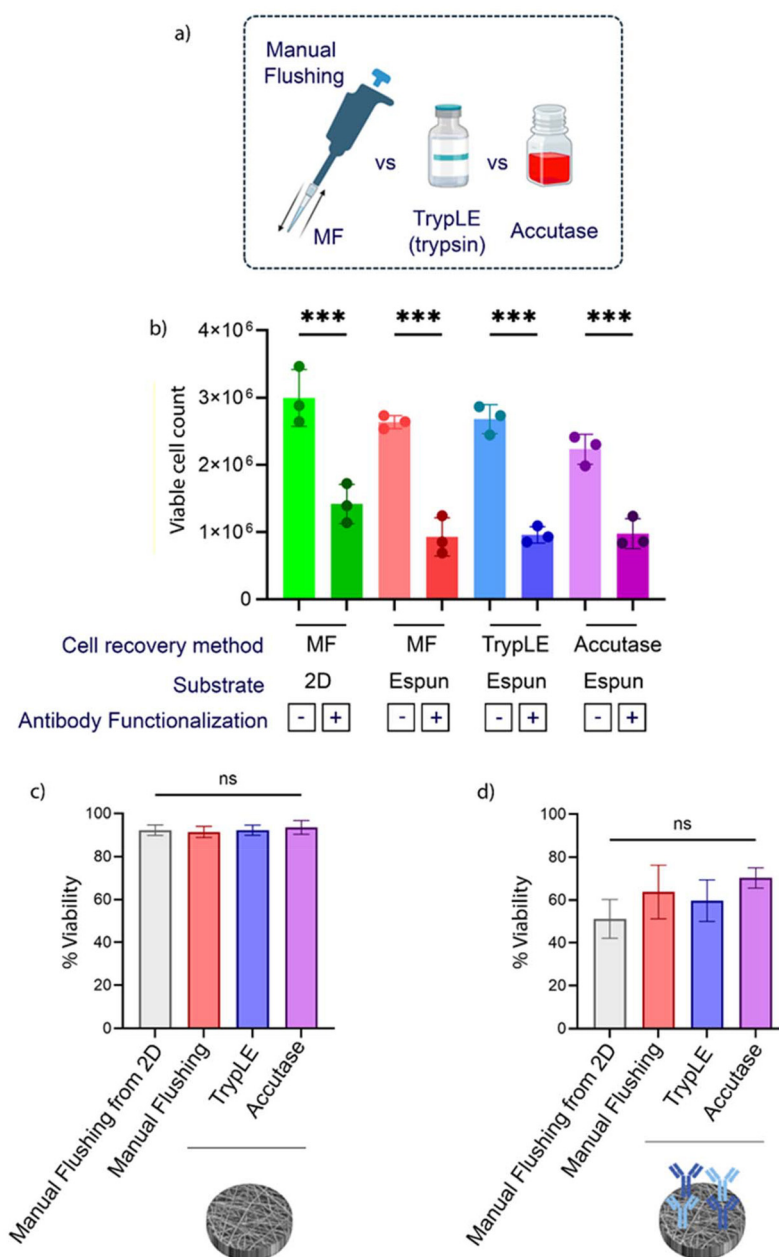 a)
Manual
Flushing
MF
vs
TrypLE
(trypsin)
vs
Accutase
b)
Viable cell count
4×10⁶
3×10⁶
2×10⁶
1×10⁶
0
*** *** *** ***
Cell recovery method MF MF TrypLE Accutase
Substrate 2D Espun Espun Espun
Antibody Functionalization - + - + - + - +
c)
% Viability
100
80
60
40
20
0
ns
Manual Flushing from 2D
Manual Flushing
TrypLE
Accutase
d)
% Viability
100
80
60
40
20
0
ns
Manual Flushing from 2D
Manual Flushing
TrypLE
Accutase